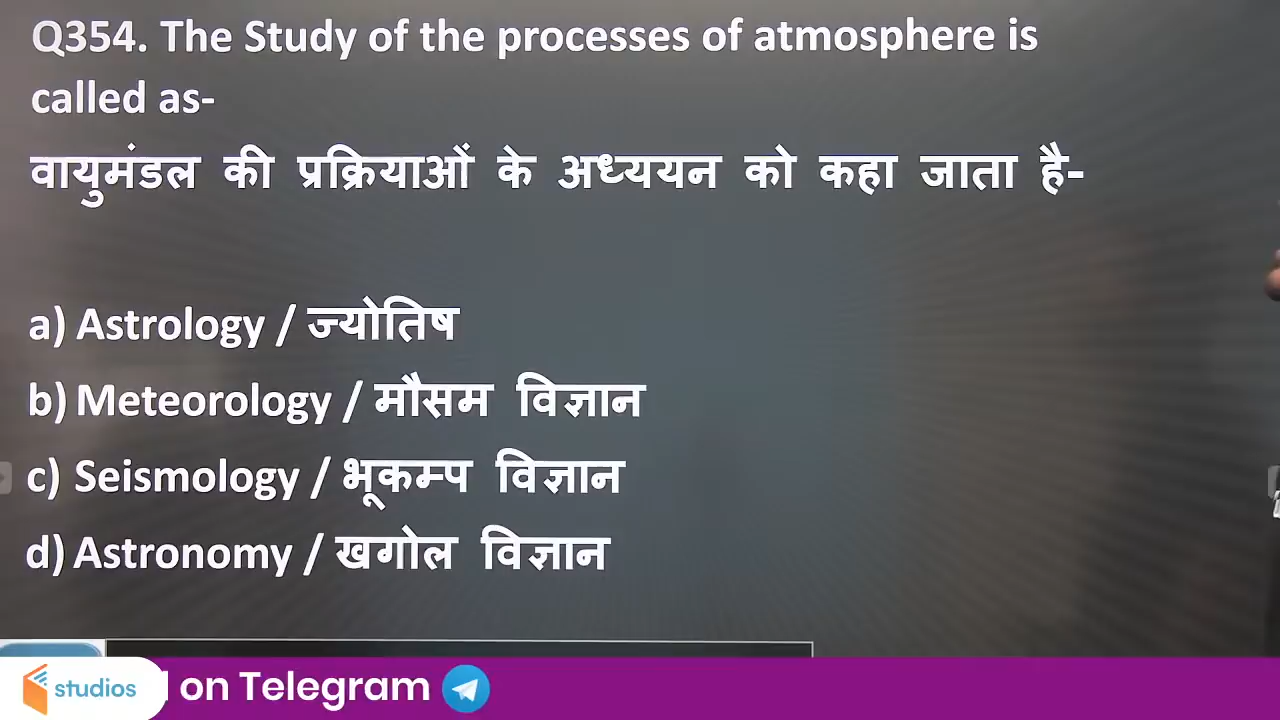 Q354. The Study of the processes of atmosphere is
called as-
वायुमंडल की प्रक्रियाओं के अध्ययन को कहा जाता है-
a) Astrology / ज्योतिष
b) Meteorology / मौसम विज्ञान
c) Seismology / भूकम्प विज्ञान
d) Astronomy / खगोल विज्ञान
studios
on Telegram